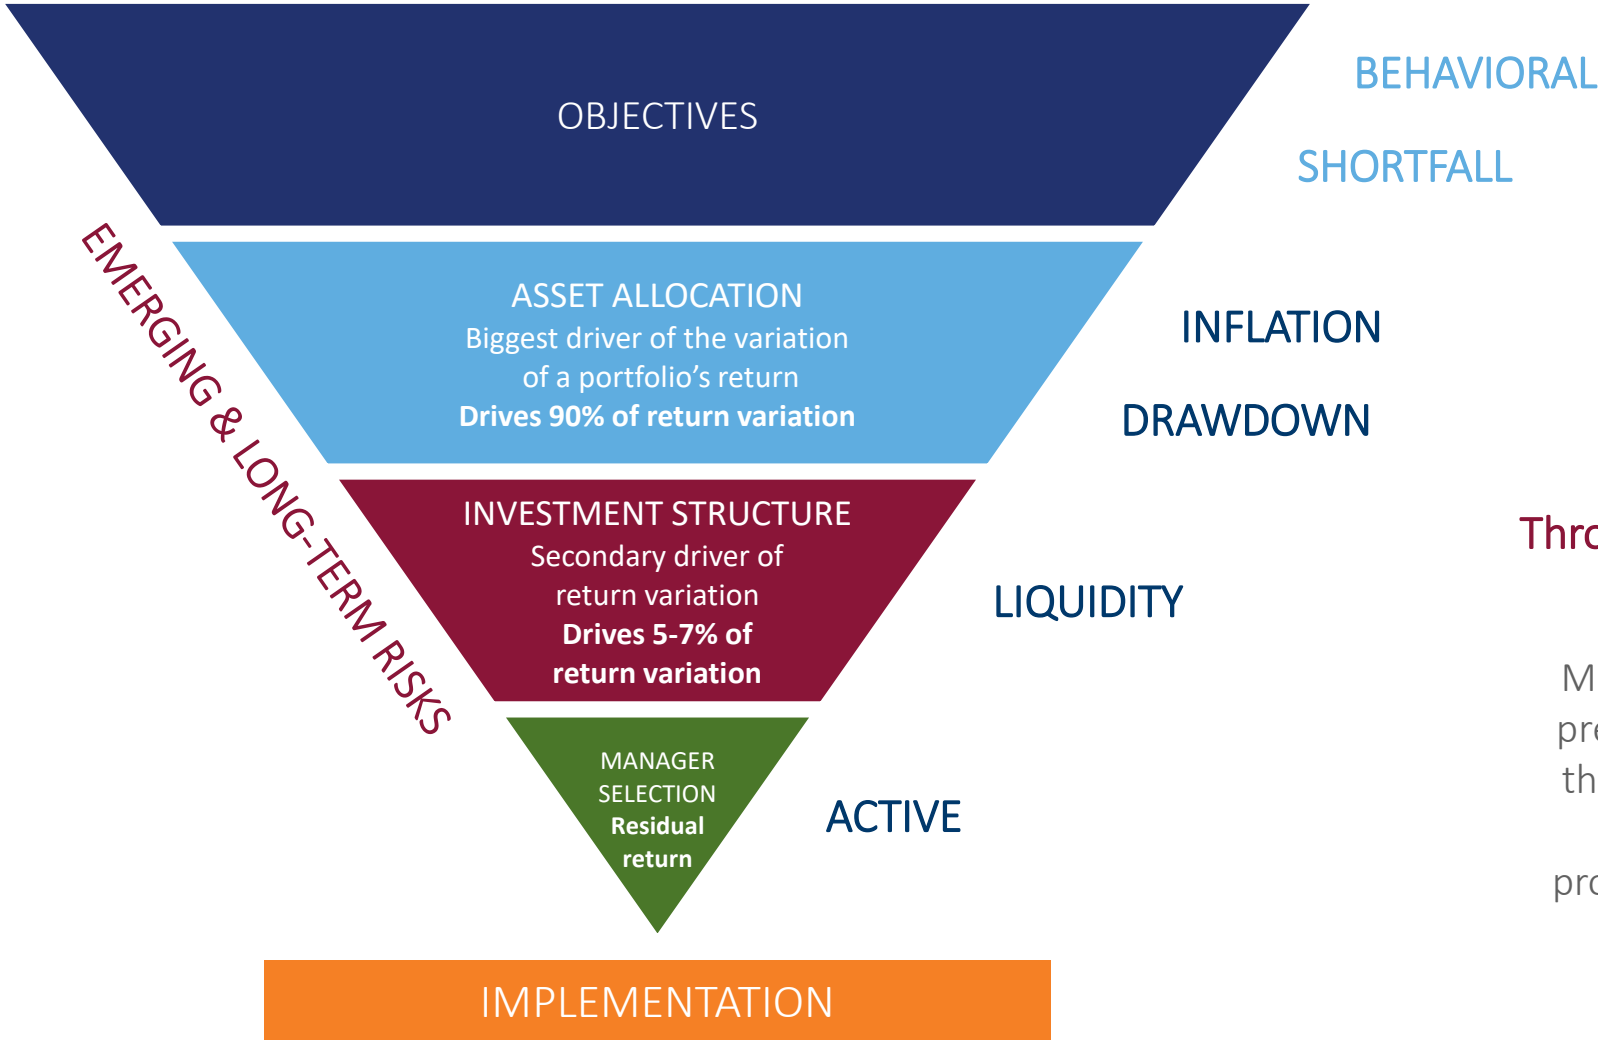 OBJECTIVES
BEHAVIORAL
SHORTFALL
EMERGING & LONG-TERM RISKS
ASSET ALLOCATION
Biggest driver of the variation
of a portfolio's return
Drives 90% of return variation
INFLATION
DRAWDOWN
INVESTMENT STRUCTURE
Secondary driver of
return variation
Drives 5-7% of
return variation
LIQUIDITY
MANAGER
SELECTION
Residual
return
ACTIVE
IMPLEMENTATION